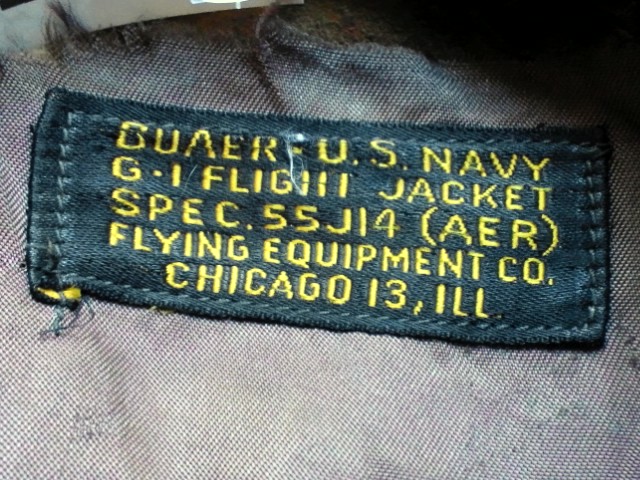 BUAER - U.S. NAVY
G-1 FLIGHT JACKET
SPEC. 55J14 (AER)
FLYING EQUIPMENT CO.
CHICAGO 13, ILL.